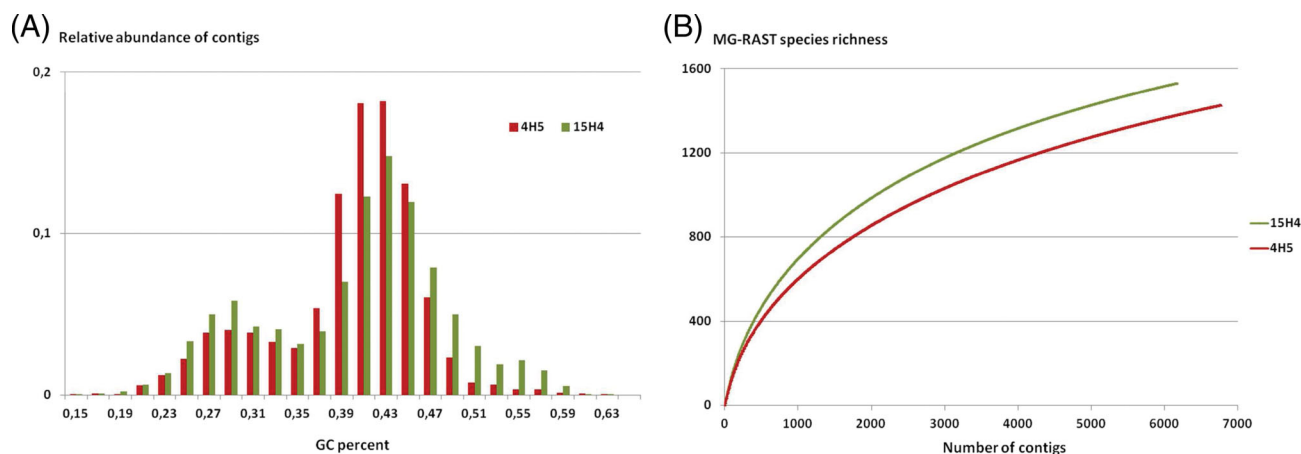 (A)
Relative abundance of contigs
0,2
0,1
0
4H5 15H4
0,15 0,19 0,23 0,27 0,31 0,35 0,39 0,43 0,47 0,51 0,55 0,59 0,63
GC percent
(B)
MG-RAST species richness
1600
1200
800
400
0
0 1000 2000 3000 4000 5000 6000 7000
Number of contigs
15H4
4H5